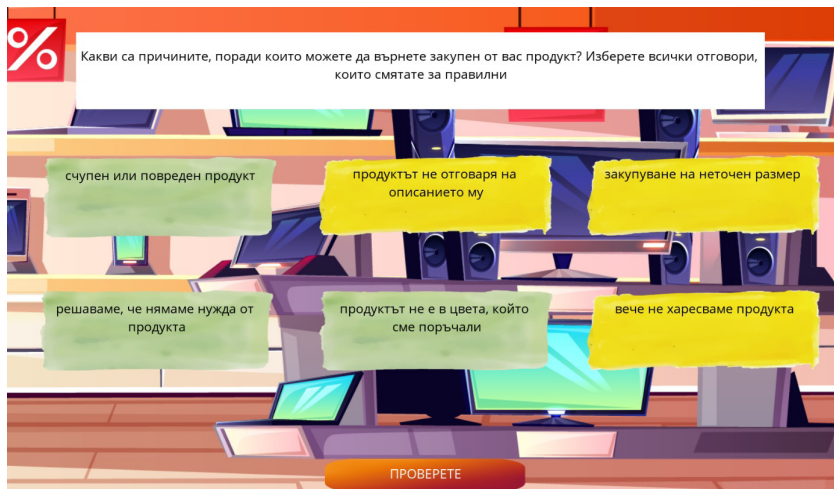 %
Какви са причините, поради които можете да върнете закупен от вас продукт? Изберете всички отговори,
които смятате за правилни
счупен или повреден продукт
продуктът не отговаря на
описанието му
закупуване на неточен размер
решаваме, че нямаме нужда от
продукта
продуктът не е в цвета, който
сме поръчали
вече не харесваме продукта
ПРОВЕРЕТЕ